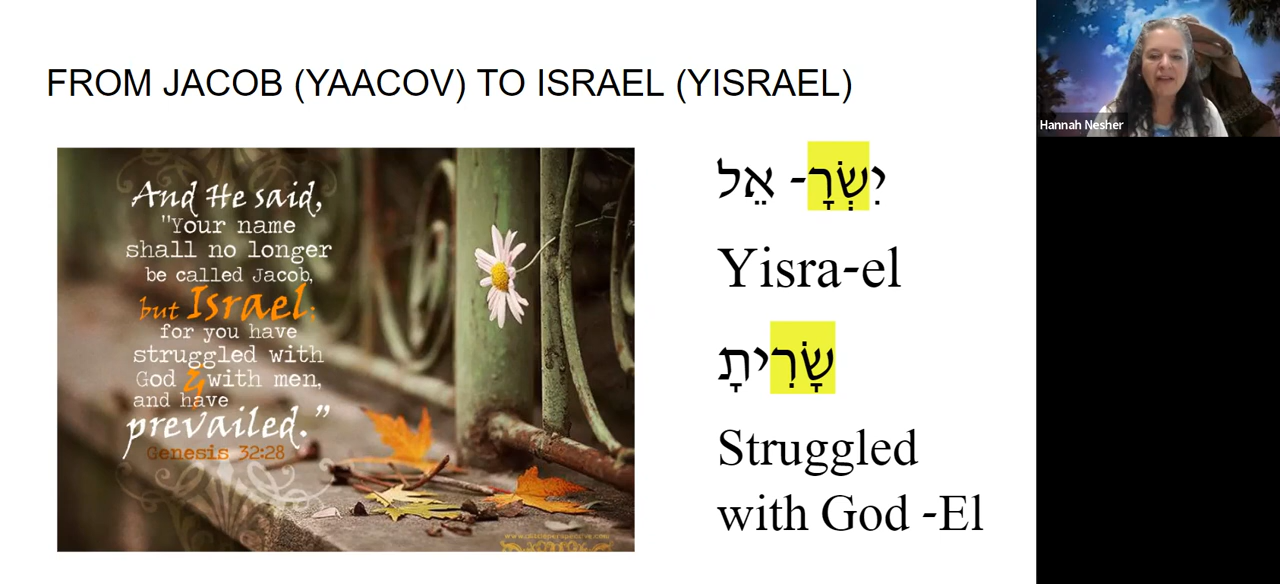 FROM JACOB (YAACOV) TO ISRAEL (YISRAEL)
And He said,
"Your name
shall no longer
be called Jacob,
but Israel:
for you have
struggled with
God & with men,
and have
prevailed."
Genesis 32:28
יִשְׂרָ- אֵל
Yisra-el
שָׂרִיתָ
Struggled
with God -El
Hannah Nesher